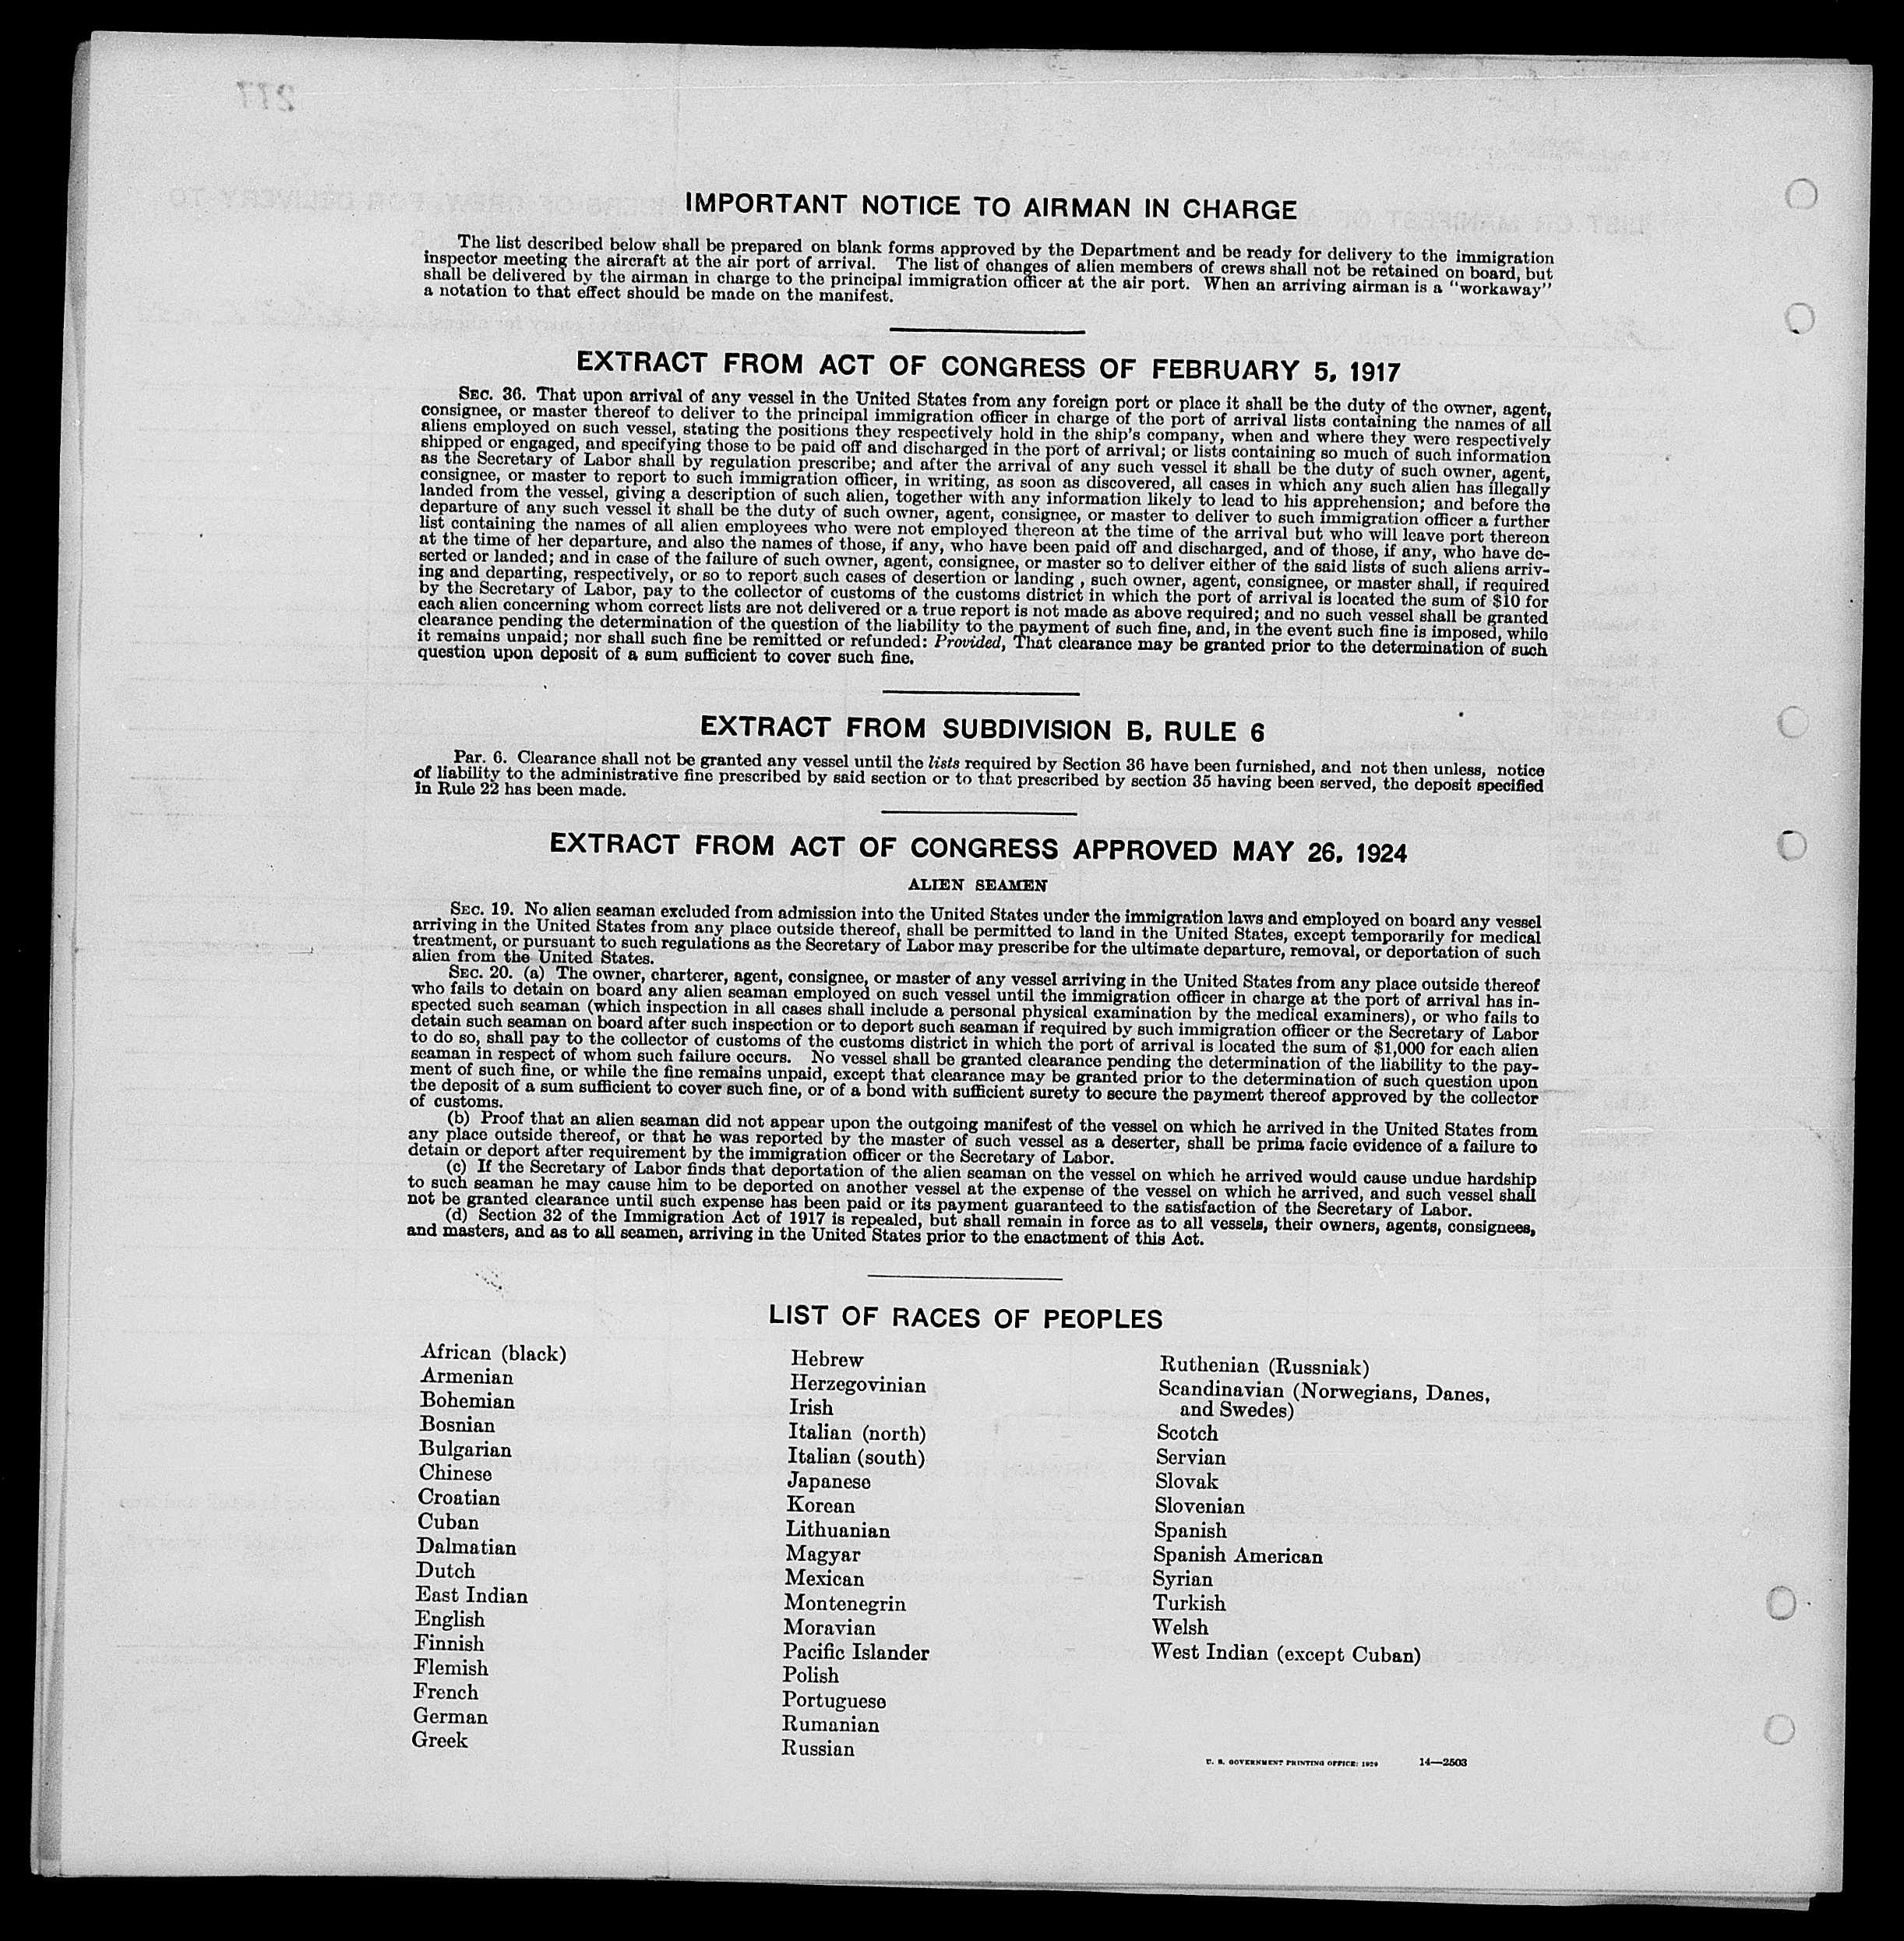 IMPORTANT NOTICE TO AIRMAN IN CHARGE
The list described below shall be prepared on blank forms approved by the Department and be ready for delivery to the immigration
inspector meeting the aircraft at the air port of arrival. The list of changes of alien members of crews shall not be retained on board, but
shall be delivered by the airman in charge to the principal immigration officer at the air port. When an arriving airman is a "workaway"
a notation to that effect should be made on the manifest.
EXTRACT FROM ACT OF CONGRESS OF FEBRUARY 5, 1917
SEC. 36. That upon arrival of any vessel in the United States from any foreign port or place it shall be the duty of the owner, agent,
consignee, or master thereof to deliver to the principal immigration officer in charge of the port of arrival lists containing the names of all
aliens employed on such vessel, stating the positions they respectively hold in the ship's company, when and where they were respectively
shipped or engaged, and specifying those to be paid off and discharged in the port of arrival; or lists containing so much of such information
as the Secretary of Labor shall by regulation prescribe; and after the arrival of any such vessel it shall be the duty of such owner, agent,
consignee, or master to report to such immigration officer, in writing, as soon as discovered, all cases in which any such alien has illegally
landed from the vessel, giving a description of such alien, together with any information likely to lead to his apprehension; and before the
departure of any such vessel it shall be the duty of such owner, agent, consignee, or master to deliver to such immigration officer a further
list containing the names of all alien employees who were not employed thereon at the time of the arrival but who will leave port thereon
at the time of her departure, and also the names of those, if any, who have been paid off and discharged, and of those, if any, who have de-
serted or landed; and in case of the failure of such owner, agent, consignee, or master so to deliver either of the said lists of such aliens arriv-
ing and departing, respectively, or so to report such cases of desertion or landing , such owner, agent, consignee, or master shall, if required
by the Secretary of Labor, pay to the collector of customs of the customs district in which the port of arrival is located the sum of $10 for
each alien concerning whom correct lists are not delivered or a true report is not made as above required; and no such vessel shall be granted
clearance pending the determination of the question of the liability to the payment of such fine, and, in the event such fine is imposed, while
it remains unpaid; nor shall such fine be remitted or refunded: Provided, That clearance may be granted prior to the determination of such
question upon deposit of a sum sufficient to cover such fine.
EXTRACT FROM SUBDIVISION B, RULE 6
Par. 6. Clearance shall not be granted any vessel until the lists required by Section 36 have been furnished, and not then unless, notice
of liability to the administrative fine prescribed by said section or to that prescribed by section 35 having been served, the deposit specified
in Rule 22 has been made.
EXTRACT FROM ACT OF CONGRESS APPROVED MAY 26, 1924
ALIEN SEAMEN
SEC. 19. No alien seaman excluded from admission into the United States under the immigration laws and employed on board any vessel
arriving in the United States from any place outside thereof, shall be permitted to land in the United States, except temporarily for medical
treatment, or pursuant to such regulations as the Secretary of Labor may prescribe for the ultimate departure, removal, or deportation of such
alien from the United States.
SEC. 20. (a) The owner, charterer, agent, consignee, or master of any vessel arriving in the United States from any place outside thereof
who fails to detain on board any alien seaman employed on such vessel until the immigration officer in charge at the port of arrival has in-
spected such seaman (which inspection in all cases shall include a personal physical examination by the medical examiners), or who fails to
detain such seaman on board after such inspection or to deport such seaman if required by such immigration officer or the Secretary of Labor
to do so, shall pay to the collector of customs of the customs district in which the port of arrival is located the sum of $1,000 for each alien
seaman in respect of whom such failure occurs. No vessel shall be granted clearance pending the determination of the liability to the pay-
ment of such fine, or while the fine remains unpaid, except that clearance may be granted prior to the determination of such question upon
the deposit of a sum sufficient to cover such fine, or of a bond with sufficient surety to secure the payment thereof approved by the collector
of customs.
(b) Proof that an alien seaman did not appear upon the outgoing manifest of the vessel on which he arrived in the United States from
any place outside thereof, or that he was reported by the master of such vessel as a deserter, shall be prima facie evidence of a failure to
detain or deport after requirement by the immigration officer or the Secretary of Labor.
(c) If the Secretary of Labor finds that deportation of the alien seaman on the vessel on which he arrived would cause undue hardship
to such seaman he may cause him to be deported on another vessel at the expense of the vessel on which he arrived, and such vessel shall
not be granted clearance until such expense has been paid or its payment guaranteed to the satisfaction of the Secretary of Labor.
(d) Section 32 of the Immigration Act of 1917 is repealed, but shall remain in force as to all vessels, their owners, agents, consignees,
and masters, and as to all seamen, arriving in the United States prior to the enactment of this Act.
LIST OF RACES OF PEOPLES
African (black)
Armenian
Bohemian
Bosnian
Bulgarian
Chinese
Croatian
Cuban
Dalmatian
Dutch
East Indian
English
Finnish
Flemish
French
German
Greek
Hebrew
Herzegovinian
Irish
Italian (north)
Italian (south)
Japanese
Korean
Lithuanian
Magyar
Mexican
Montenegrin
Moravian
Pacific Islander
Polish
Portuguese
Rumanian
Russian
Ruthenian (Russniak)
Scandinavian (Norwegians, Danes,
and Swedes)
Scotch
Servian
Slovak
Slovenian
Spanish
Spanish American
Syrian
Turkish
Welsh
West Indian (except Cuban)
U. S. GOVERNMENT PRINTING OFFICE: 1929 14—2503